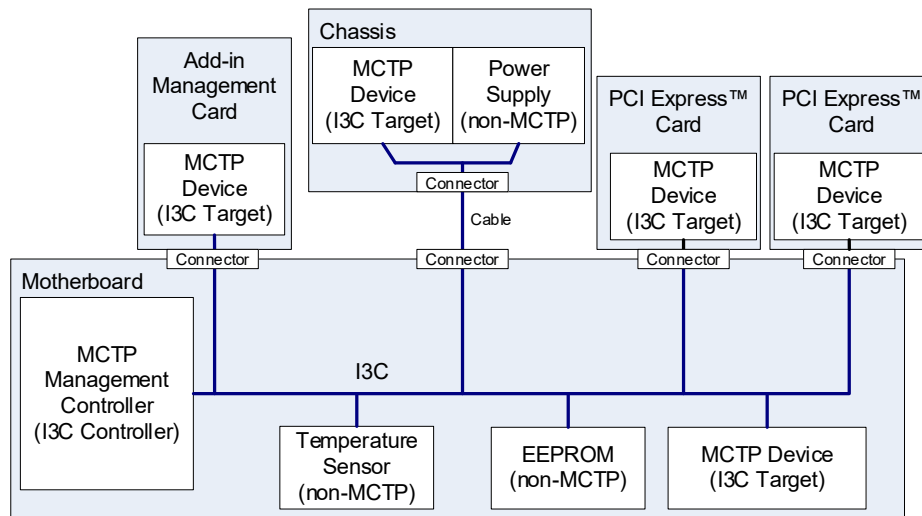 Add-in
Management
Card
MCTP
Device
(I3C Target)
Connector
Chassis
MCTP
Device
(I3C Target)
Power
Supply
(non-MCTP)
Connector
Cable
Connector
PCI Express™
Card
MCTP
Device
(I3C Target)
Connector
PCI Express™
Card
MCTP
Device
(I3C Target)
Connector
Motherboard
MCTP
Management
Controller
(I3C Controller)
I3C
Temperature
Sensor
(non-MCTP)
EEPROM
(non-MCTP)
MCTP Device
(I3C Target)